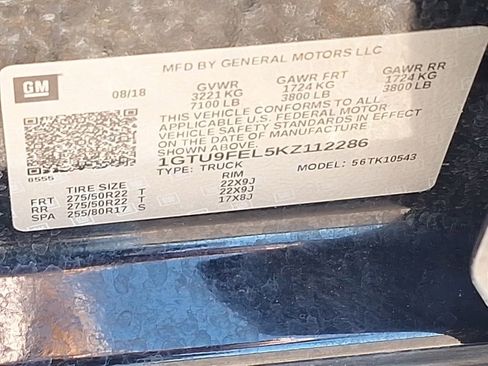 MFD BY GENERAL MOTORS LLC
GM
08/18
GVWR GAWR FRT GAWR RR
3221 KG 1724 KG 1724 KG
7100 LB 3800 LB 3800 LB
THIS VEHICLE CONFORMS TO ALL
APPLICABLE U.S. FEDERAL MOTOR
VEHICLE SAFETY STANDARDS IN EFFECT
ON THE DATE OF MANUFACTURE SHOWN ABOVE.
1GTU9FEL5KZ112286
0555
TYPE: TRUCK MODEL: 56TK10543
TIRE SIZE RIM
FRT 275/50R22 T 22X9J
RR 275/50R22 T 22X9J
SPA 255/80R17 S 17X8J